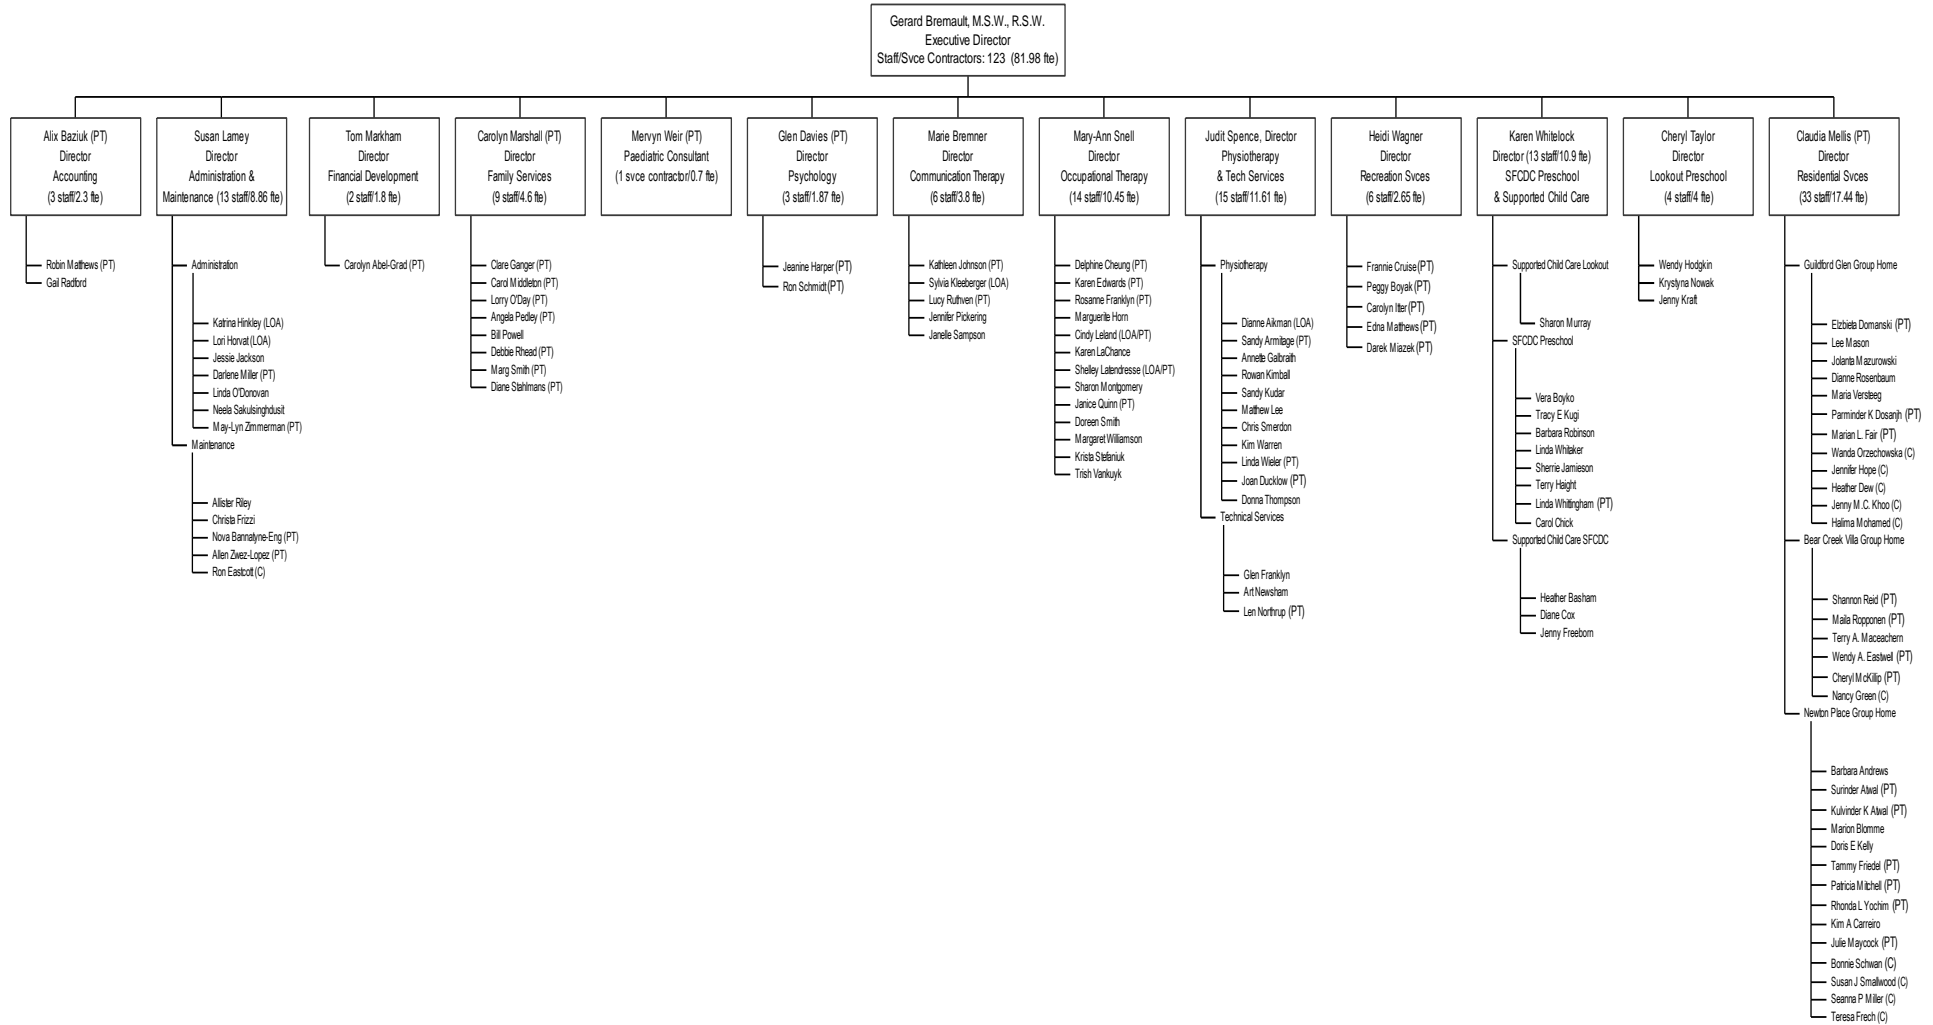 Gerard Bremault, M.S.W., R.S.W.
Executive Director
Staff/Svce Contractors: 123 (81.98 fte)
Alix Baziuk (PT)
Director
Accounting
(3 staff/2.3 fte)
Robin Matthews (PT)
Gail Radford
Susan Lamey
Director
Administration &
Maintenance (13 staff/8.86 fte)
Administration
Katrina Hinkley (LOA)
Lori Horvat (LOA)
Jessie Jackson
Darlene Miller (PT)
Linda O'Donovan
Neela Sakulsinghdusit
May-Lyn Zimmerman (PT)
Maintenance
Allister Riley
Christa Frizzi
Nova Bannatyne-Eng (PT)
Allen Zwez-Lopez (PT)
Ron Eastcott (C)
Tom Markham
Director
Financial Development
(2 staff/1.8 fte)
Carolyn Abel-Grad (PT)
Carolyn Marshall (PT)
Director
Family Services
(9 staff/4.6 fte)
Clare Ganger (PT)
Carol Middleton (PT)
Lorry O'Day (PT)
Angela Pedley (PT)
Bill Powell
Debbie Rhead (PT)
Marg Smith (PT)
Diane Stahlmans (PT)
Mervyn Weir (PT)
Paediatric Consultant
(1 svce contractor/0.7 fte)
Glen Davies (PT)
Director
Psychology
(3 staff/1.87 fte)
Jeanine Harper (PT)
Ron Schmidt (PT)
Marie Bremner
Director
Communication Therapy
(6 staff/3.8 fte)
Kathleen Johnson (PT)
Sylvia Kleeberger (LOA)
Lucy Ruthven (PT)
Jennifer Pickering
Janelle Sampson
Mary-Ann Snell
Director
Occupational Therapy
(14 staff/10.45 fte)
Delphine Cheung (PT)
Karen Edwards (PT)
Rosanne Franklyn (PT)
Marguerite Horn
Cindy Leland (LOA/PT)
Karen LaChance
Shelley Latendresse (LOA/PT)
Sharon Montgomery
Janice Quinn (PT)
Doreen Smith
Margaret Williamson
Krista Stefaniuk
Trish Vankuyk
Judit Spence, Director
Physiotherapy
& Tech Services
(15 staff/11.61 fte)
Physiotherapy
Dianne Aikman (LOA)
Sandy Armitage (PT)
Annette Galbraith
Rowan Kimball
Sandy Kudar
Matthew Lee
Chris Smerdon
Kim Warren
Linda Wieler (PT)
Joan Ducklow (PT)
Donna Thompson
Technical Services
Glen Franklyn
Art Newsham
Len Northrup (PT)
Heidi Wagner
Director
Recreation Svces
(6 staff/2.65 fte)
Frannie Cruise (PT)
Peggy Boyak (PT)
Carolyn Itter (PT)
Edna Matthews (PT)
Darek Miazek (PT)
Karen Whitelock
Director (13 staff/10.9 fte)
SFCDC Preschool
& Supported Child Care
Supported Child Care Lookout
Sharon Murray
SFCDC Preschool
Vera Boyko
Tracy E Kugi
Barbara Robinson
Linda Whitaker
Sherrie Jamieson
Terry Haight
Linda Whittingham (PT)
Carol Chick
Supported Child Care SFCDC
Heather Basham
Diane Cox
Jenny Freeborn
Cheryl Taylor
Director
Lookout Preschool
(4 staff/4 fte)
Wendy Hodgkin
Krystyna Nowak
Jenny Kraft
Claudia Mellis (PT)
Director
Residential Svces
(33 staff/17.44 fte)
Guildford Glen Group Home
Elzbieta Domanski (PT)
Lee Mason
Jolanta Mazurowski
Dianne Rosenbaum
Maria Versteeg
Parminder K Dosanjh (PT)
Marian L. Fair (PT)
Wanda Orzechowska (C)
Jennifer Hope (C)
Heather Dew (C)
Jenny M.C. Khoo (C)
Halima Mohamed (C)
Bear Creek Villa Group Home
Shannon Reid (PT)
Maila Ropponen (PT)
Terry A. Maceachern
Wendy A. Eastwell (PT)
Cheryl McKillip (PT)
Nancy Green (C)
Newton Place Group Home
Barbara Andrews
Surinder Atwal (PT)
Kulvinder K Atwal (PT)
Marion Blomme
Doris E Kelly
Tammy Friedel (PT)
Patricia Mitchell (PT)
Rhonda L Yochim (PT)
Kim A Carreiro
Julie Maycock (PT)
Bonnie Schwan (C)
Susan J Smallwood (C)
Seanna P Miller (C)
Teresa Frech (C)